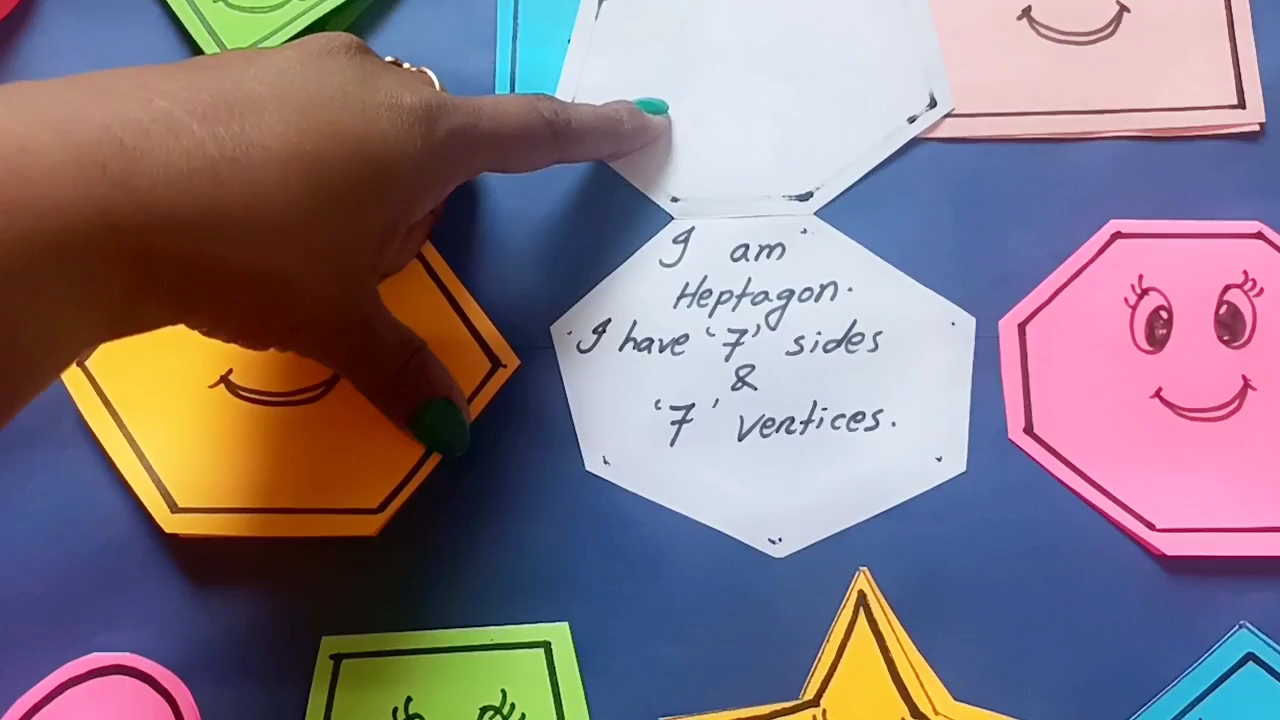 I am
Heptagon.
I have '7' sides
&
'7' vertices.